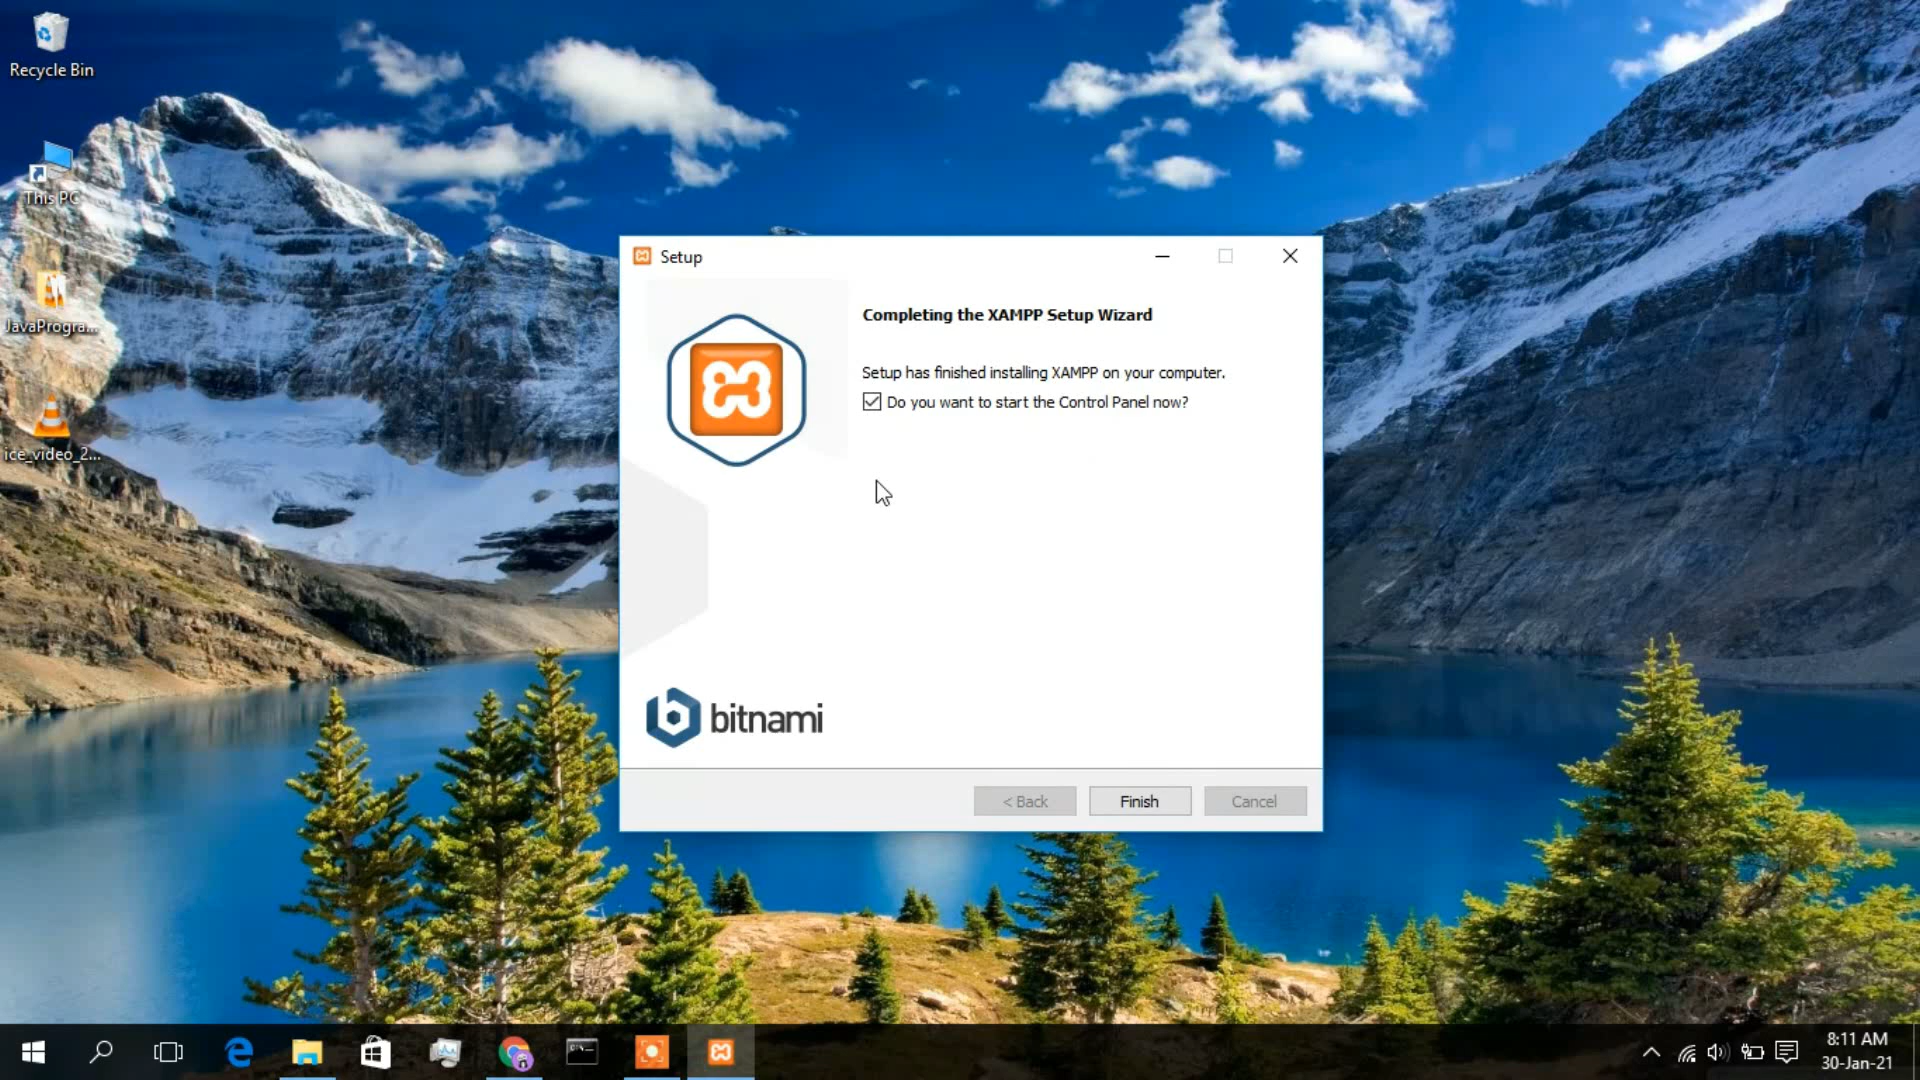 Recycle Bin
This PC
JavaProgra...
ice_video_2...
Setup
Completing the XAMPP Setup Wizard
Setup has finished installing XAMPP on your computer.
Do you want to start the Control Panel now?
bitnami
< Back
Finish
Cancel
8:11 AM
30-Jan-21